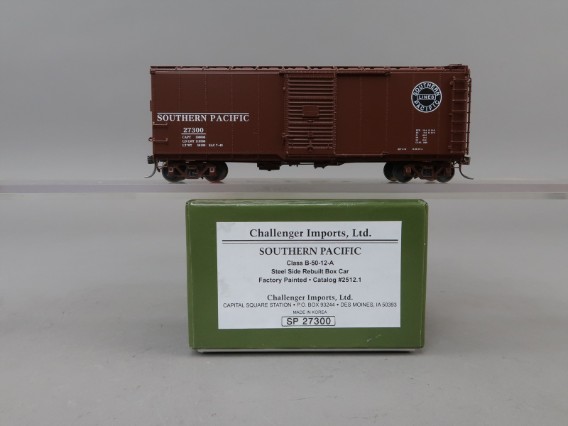 SOUTHERN PACIFIC
27300
SOUTHERN
LINES
PACIFIC
Challenger Imports, Ltd.
SOUTHERN PACIFIC
Class B-50-12-A
Steel Side Rebuilt Box Car
Factory Painted • Catalog #2512.1
Challenger Imports, Ltd.
CAPITAL SQUARE STATION • P.O. BOX 93244 • DES MOINES, IA 50393
MADE IN KOREA
SP 27300